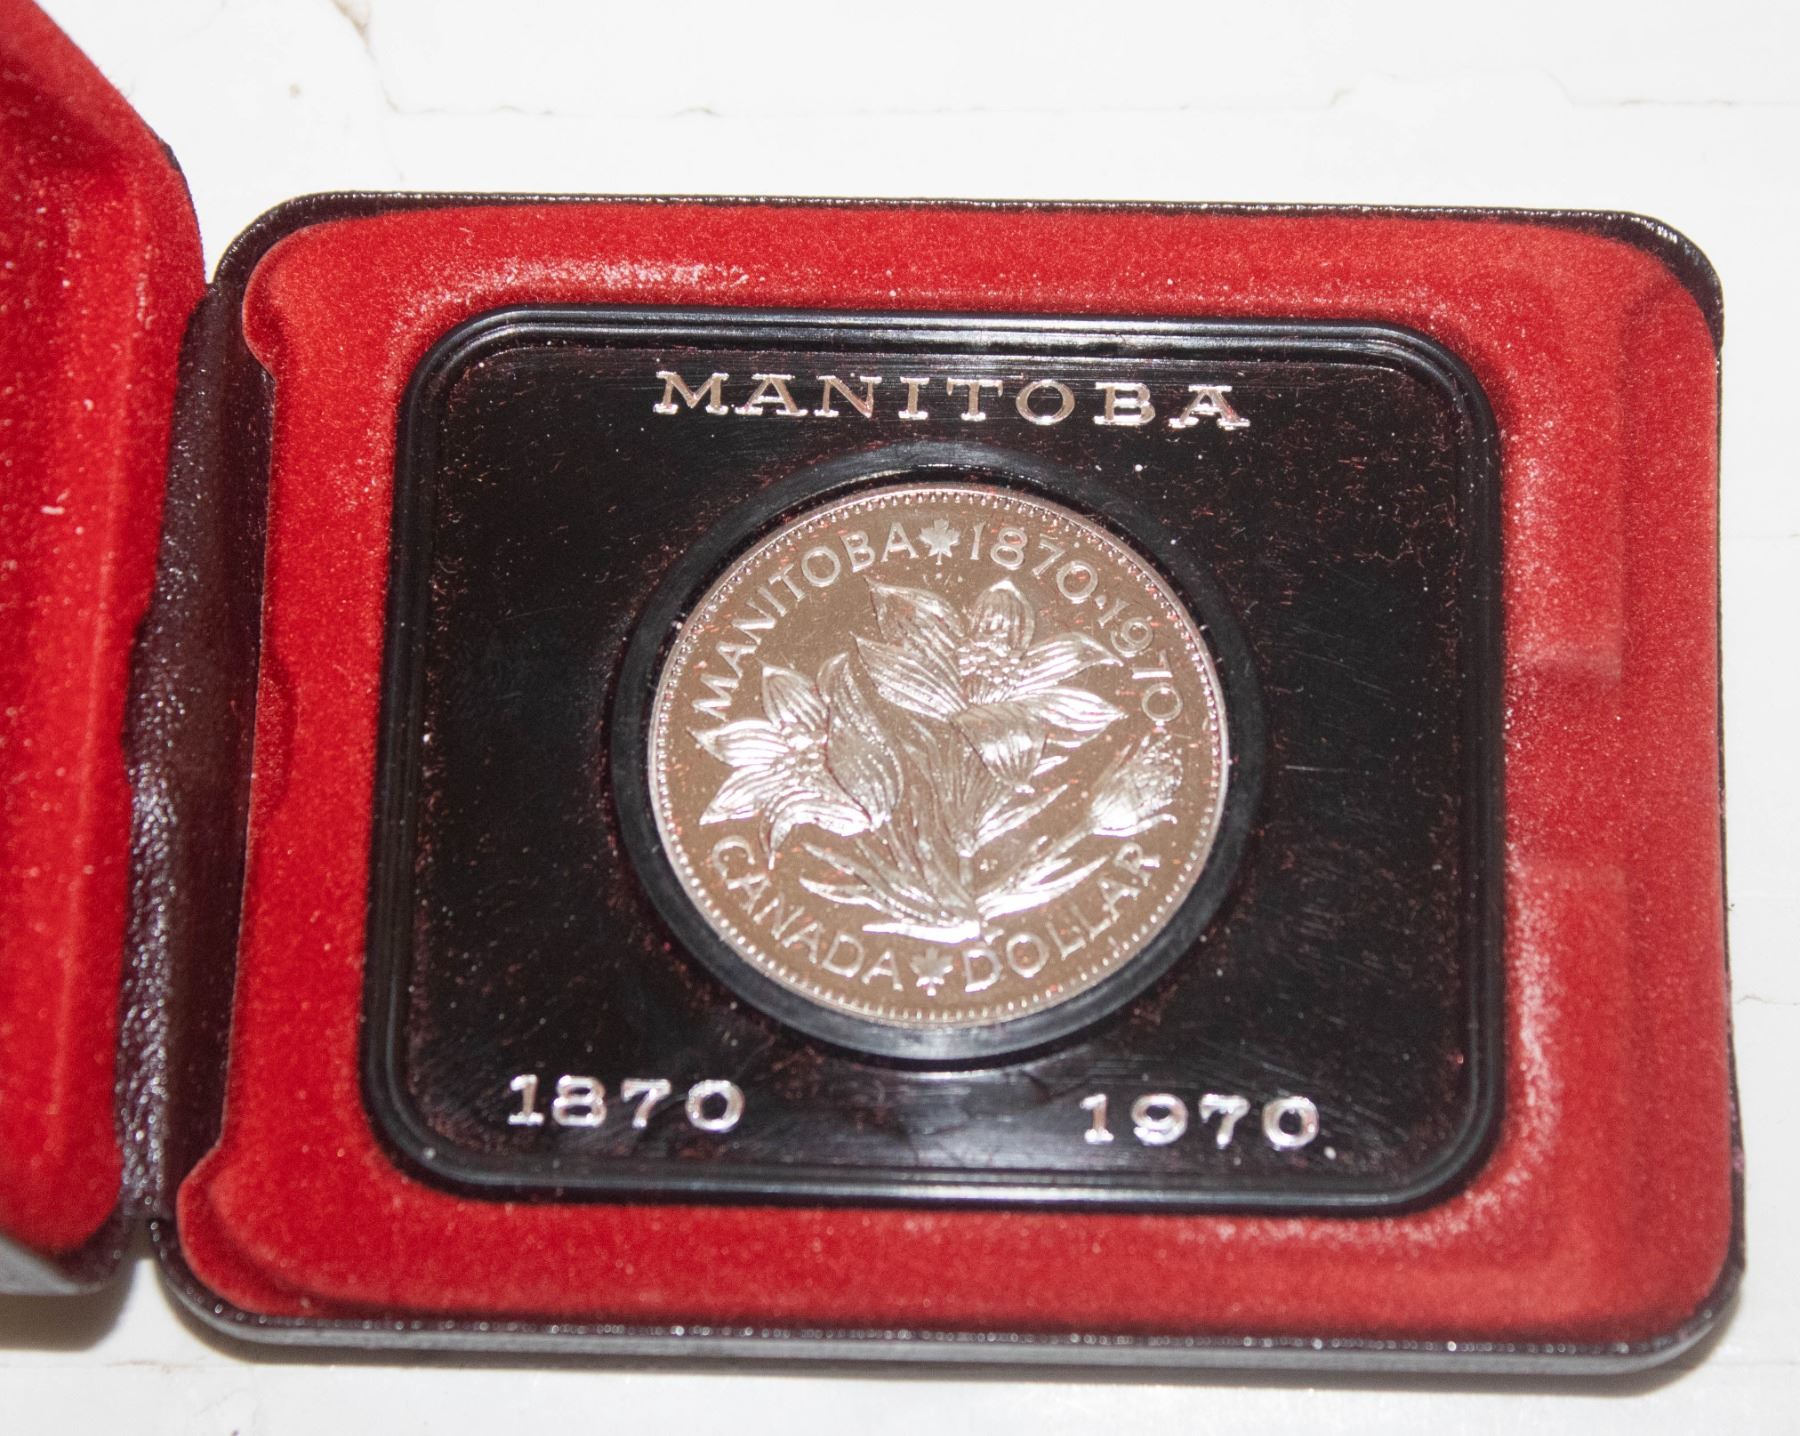 MANITOBA
MANITOBA 1870·1970
CANADA DOLLAR
1870 1970